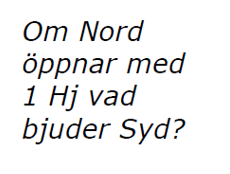 Om Nord
öppnar med
1 Hj vad
bjuder Syd?